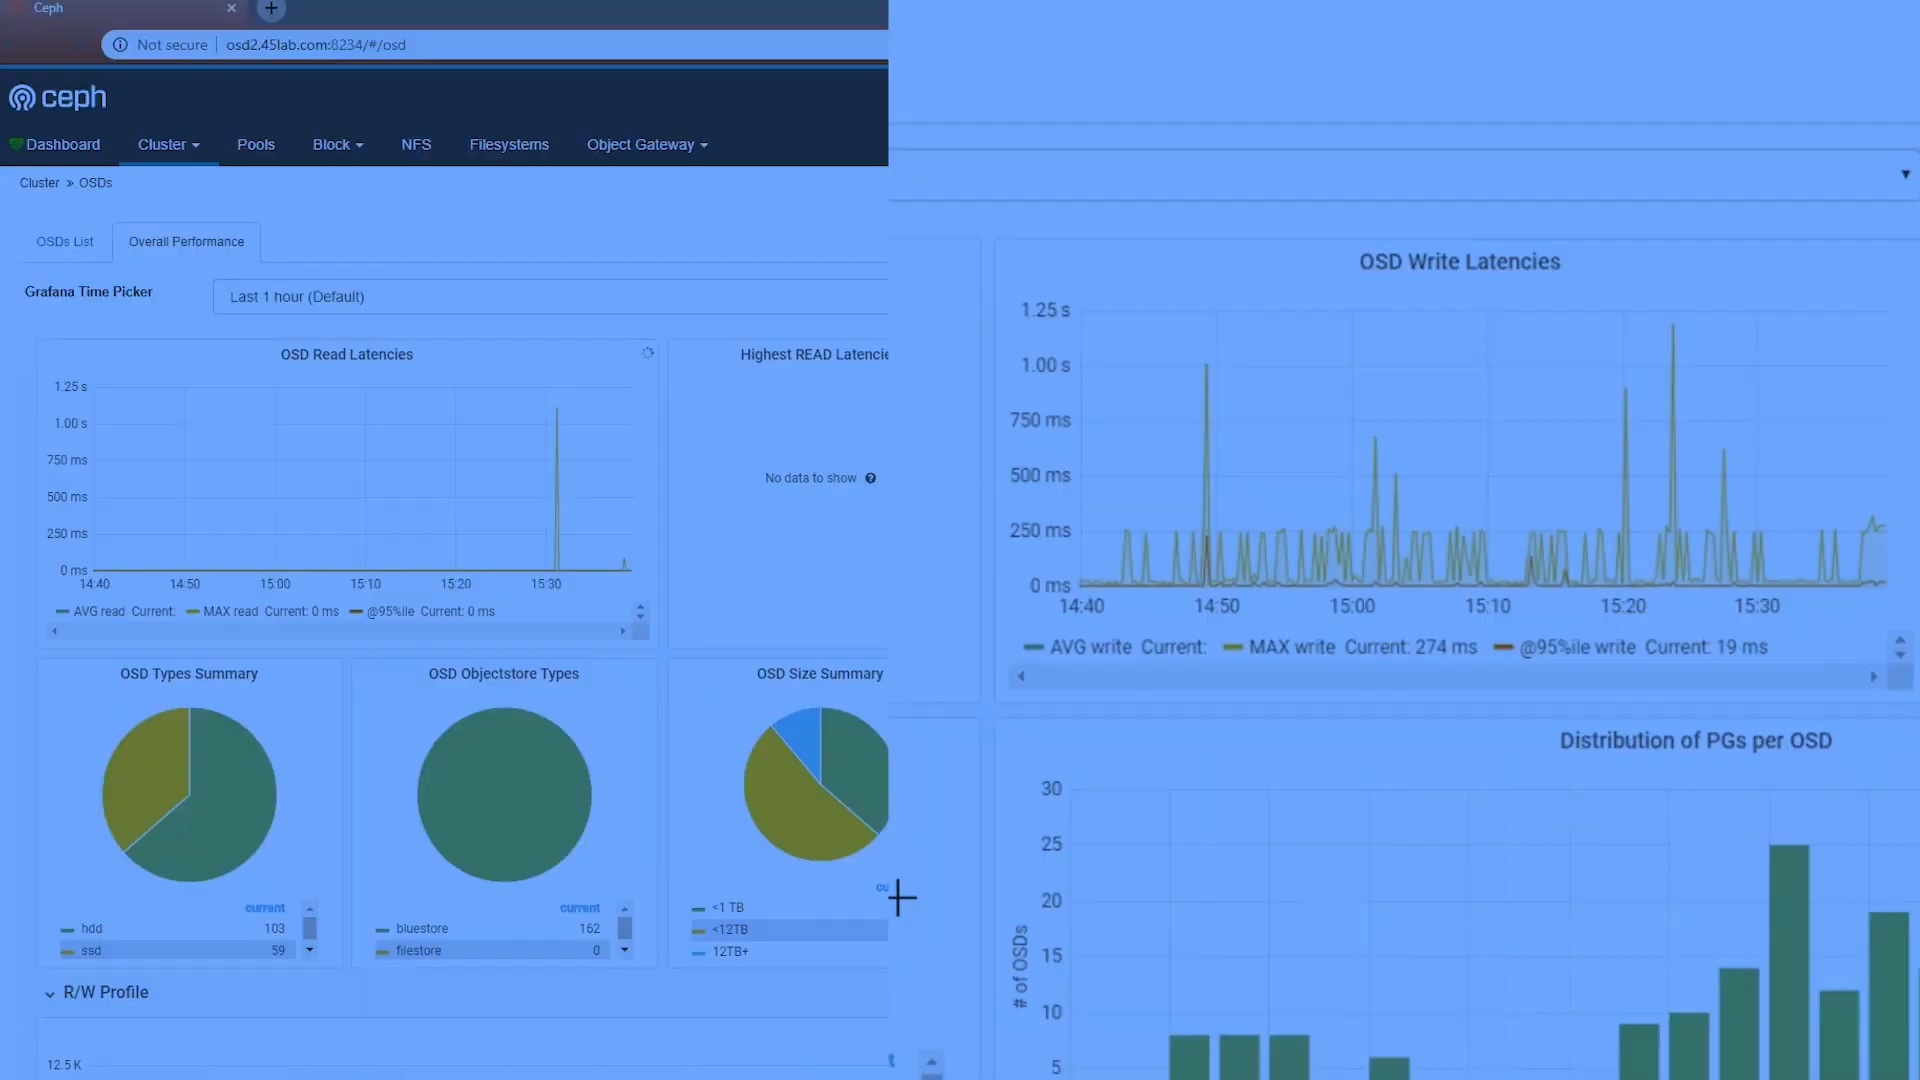 Ceph
Not secure osd2.45lab.com:8234/#/osd
ceph
Dashboard Cluster Pools Block NFS Filesystems Object Gateway
Cluster » OSDs
OSDs List Overall Performance
Grafana Time Picker Last 1 hour (Default)
OSD Read Latencies
1.25 s
1.00 s
750 ms
500 ms
250 ms
0 ms
14:40 14:50 15:00 15:10 15:20 15:30
AVG read Current: MAX read Current: 0 ms @95%ile Current: 0 ms
Highest READ Latencie
No data to show
OSD Types Summary
current
hdd 103
ssd 59
OSD Objectstore Types
current
bluestore 162
filestore 0
OSD Size Summary
cu
<1 TB
<12TB
12TB+
R/W Profile
12.5 K
OSD Write Latencies
1.25 s
1.00 s
750 ms
500 ms
250 ms
0 ms
14:40 14:50 15:00 15:10 15:20 15:30
AVG write Current: MAX write Current: 274 ms @95%ile write Current: 19 ms
Distribution of PGs per OSD
30
25
20
15
10
5
# of OSDs